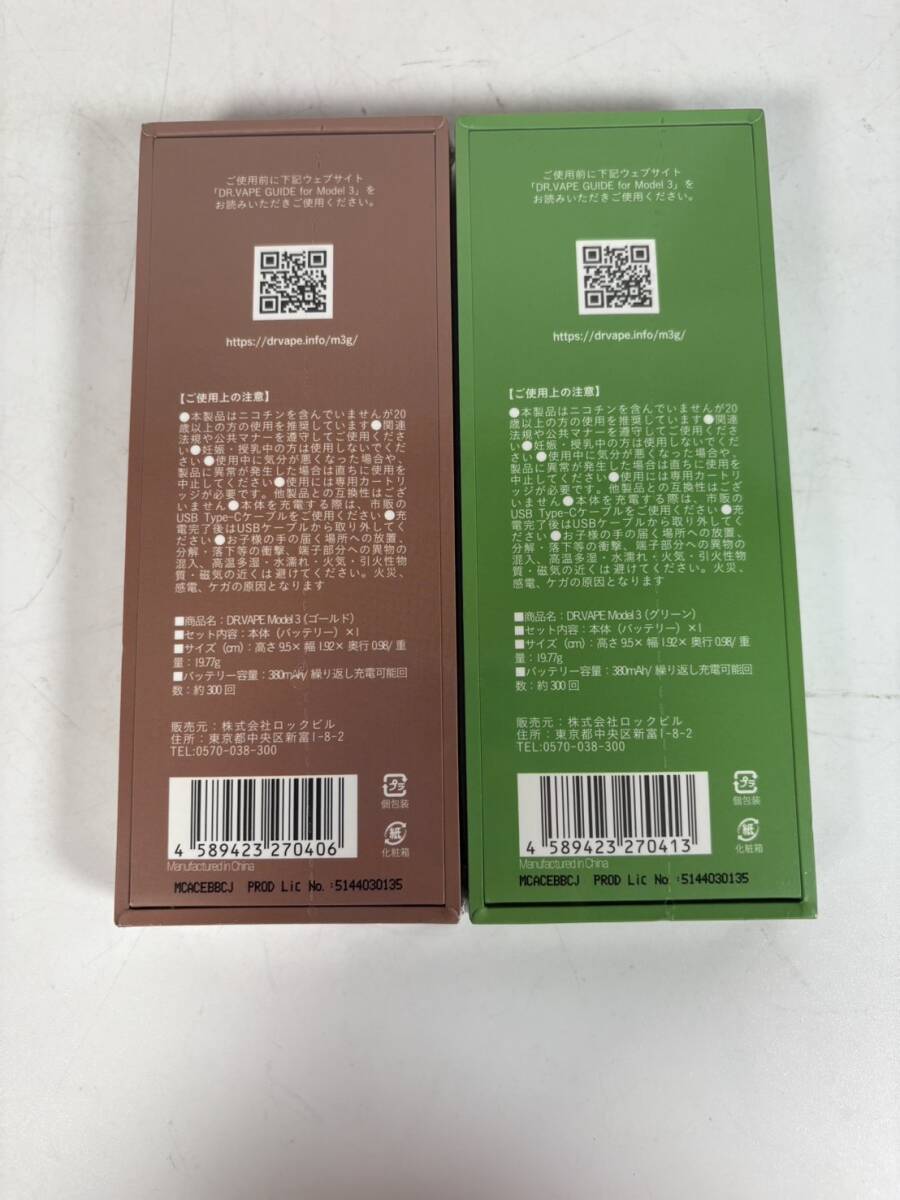 ご使用前に下記ウェブサイト
「DR.VAPE GUIDE for Model 3」を
お読みいただきご使用ください。
https://drvape.info/m3g/
【ご使用上の注意】
●本製品はニコチンを含んでいませんが20
歳以上の方の使用を推奨しています●関連
法規や公共マナーを遵守してご使用くださ
い●妊娠・授乳中の方は使用しないでくだ
さい●使用中に気分が悪くなった場合や、
製品に異常が発生した場合は直ちに使用を
中止してください●使用には専用カートリ
ッジが必要です。他製品との互換性はござ
いません●本体を充電する際は、市販の
USB Type-Cケーブルをご使用ください●充
電完了後はUSBケーブルから取り外してく
ださい●お子様の手の届く場所への放置、
分解・落下等の衝撃、端子部分への異物の
混入、高温多湿・水濡れ・火気・引火性物
質・磁気の近くは避けてください。火災、
感電、ケガの原因となります
■商品名：DR.VAPE Model 3（ゴールド）
■セット内容：本体（バッテリー）×1
■サイズ（cm）：高さ 9.5× 幅 1.92× 奥行 0.98/ 重
量：19.77g
■バッテリー容量：380mAh/ 繰り返し充電可能回
数：約 300 回
販売元：株式会社ロックビル
住所：東京都中央区新富1-8-2
TEL:0570-038-300
プラ
個包装
紙
化粧箱
4 589423 270406
Manufactured in China
MCACEBBCJ PROD Lic No. :5144030135
ご使用前に下記ウェブサイト
「DR.VAPE GUIDE for Model 3」を
お読みいただきご使用ください。
https://drvape.info/m3g/
【ご使用上の注意】
●本製品はニコチンを含んでいませんが20
歳以上の方の使用を推奨しています●関連
法規や公共マナーを遵守してご使用くださ
い●妊娠・授乳中の方は使用しないでくだ
さい●使用中に気分が悪くなった場合や、
製品に異常が発生した場合は直ちに使用を
中止してください●使用には専用カートリ
ッジが必要です。他製品との互換性はござ
いません●本体を充電する際は、市販の
USB Type-Cケーブルをご使用ください●充
電完了後はUSBケーブルから取り外してく
ださい●お子様の手の届く場所への放置、
分解・落下等の衝撃、端子部分への異物の
混入、高温多湿・水濡れ・火気・引火性物
質・磁気の近くは避けてください。火災、
感電、ケガの原因となります
■商品名：DR.VAPE Model 3（グリーン）
■セット内容：本体（バッテリー）×1
■サイズ（cm）：高さ 9.5× 幅 1.92× 奥行 0.98/ 重
量：19.77g
■バッテリー容量：380mAh/ 繰り返し充電可能回
数：約 300 回
販売元：株式会社ロックビル
住所：東京都中央区新富1-8-2
TEL:0570-038-300
プラ
個包装
紙
化粧箱
4 589423 270413
Manufactured in China
MCACEBBCJ PROD Lic No. :5144030135